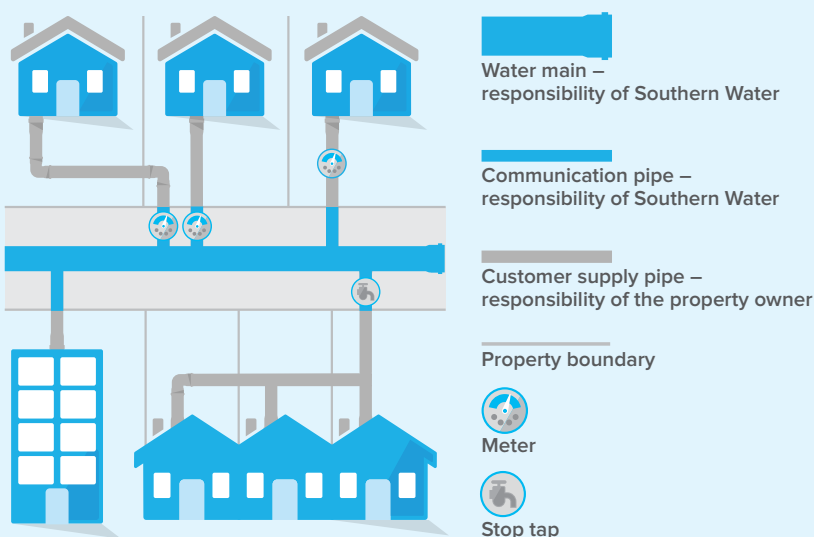 Water main –
responsibility of Southern Water
Communication pipe –
responsibility of Southern Water
Customer supply pipe –
responsibility of the property owner
Property boundary
Meter
Stop tap